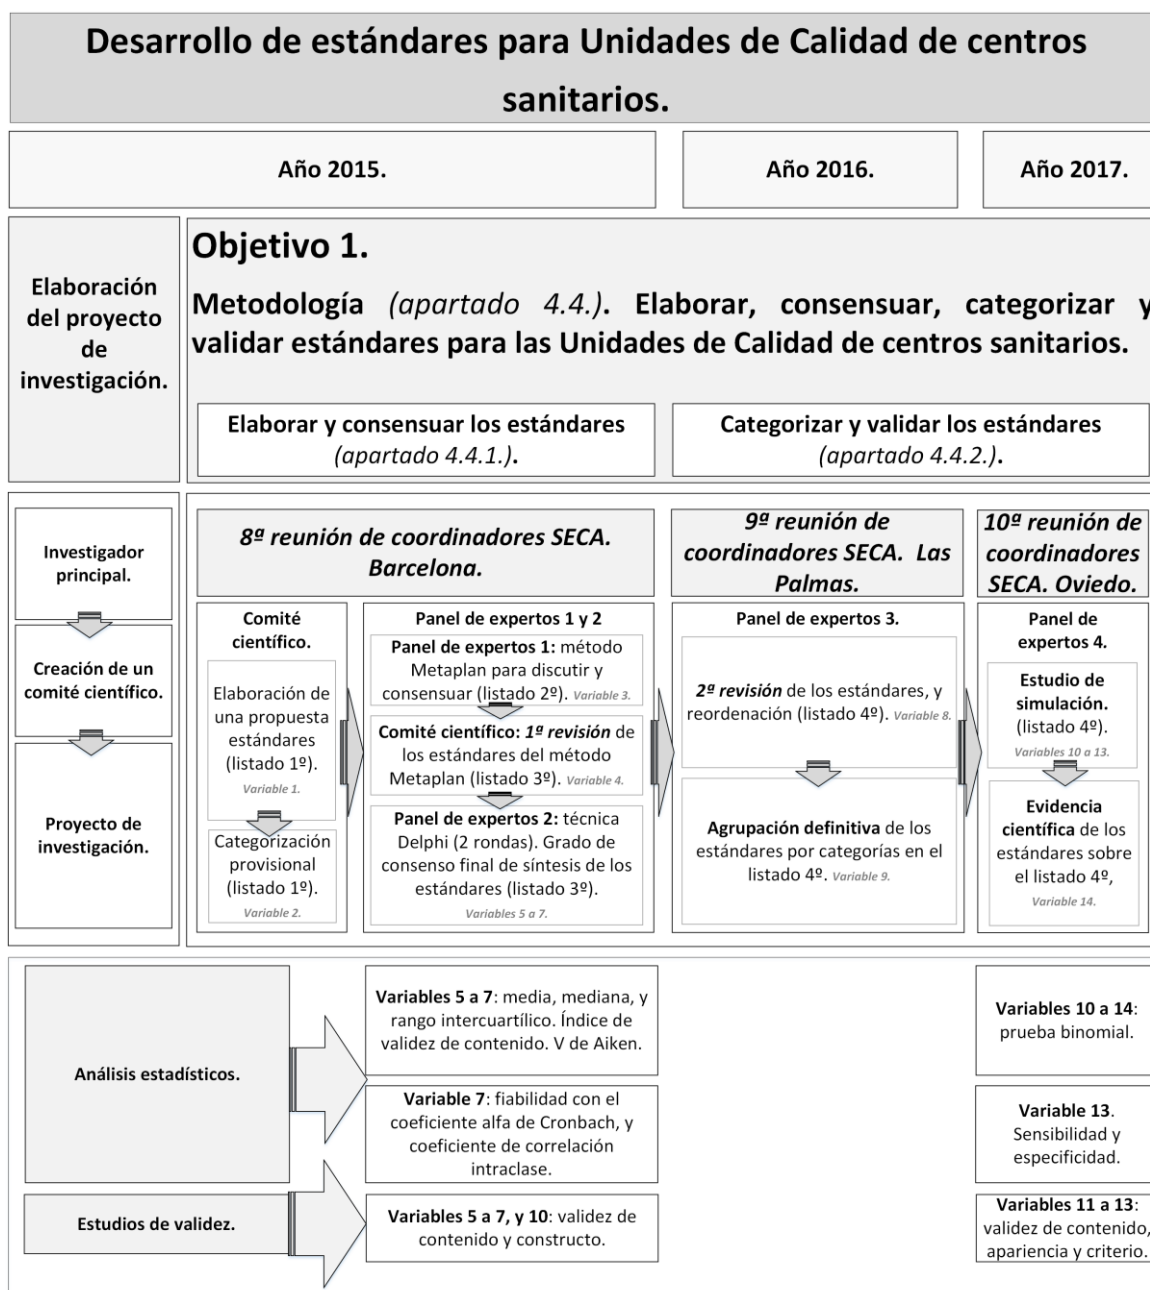 Desarrollo de estándares para Unidades de Calidad de centros
sanitarios.
Año 2015.
Año 2016.
Año 2017.
Elaboración
del proyecto
de
investigación.
Objetivo 1.
Metodología (apartado 4.4.). Elaborar, consensuar, categorizar y
validar estándares para las Unidades de Calidad de centros sanitarios.
Elaborar y consensuar los estándares
(apartado 4.4.1.).
Categorizar y validar los estándares
(apartado 4.4.2.).
Investigador
principal.
Creación de un
comité científico.
Proyecto de
investigación.
8ª reunión de coordinadores SECA.
Barcelona.
9ª reunión de
coordinadores SECA. Las
Palmas.
10ª reunión de
coordinadores
SECA. Oviedo.
Comité
científico.
Elaboración de
una propuesta
estándares
(listado 1º).
Variable 1.
Categorización
provisional
(listado 1º).
Variable 2.
Panel de expertos 1 y 2
Panel de expertos 1: método
Metaplan para discutir y
consensuar (listado 2º). Variable 3.
Comité científico: 1ª revisión de
los estándares del método
Metaplan (listado 3º). Variable 4.
Panel de expertos 2: técnica
Delphi (2 rondas). Grado de
consenso final de síntesis de los
estándares (listado 3º).
Variables 5 a 7.
Panel de expertos 3.
2ª revisión de los estándares, y
reordenación (listado 4º). Variable 8.
Agrupación definitiva de los
estándares por categorías en el
listado 4º. Variable 9.
Panel de
expertos 4.
Estudio de
simulación.
(listado 4º).
Variables 10 a 13.
Evidencia
científica de los
estándares sobre
el listado 4º,
Variable 14.
Análisis estadísticos.
Variables 5 a 7: media, mediana, y
rango intercuartílico. Índice de
validez de contenido. V de Aiken.
Variable 7: fiabilidad con el
coeficiente alfa de Cronbach, y
coeficiente de correlación
intraclase.
Variables 10 a 14:
prueba binomial.
Variable 13.
Sensibilidad y
especificidad.
Estudios de validez.
Variables 5 a 7, y 10: validez de
contenido y constructo.
Variables 11 a 13:
validez de contenido,
apariencia y criterio.